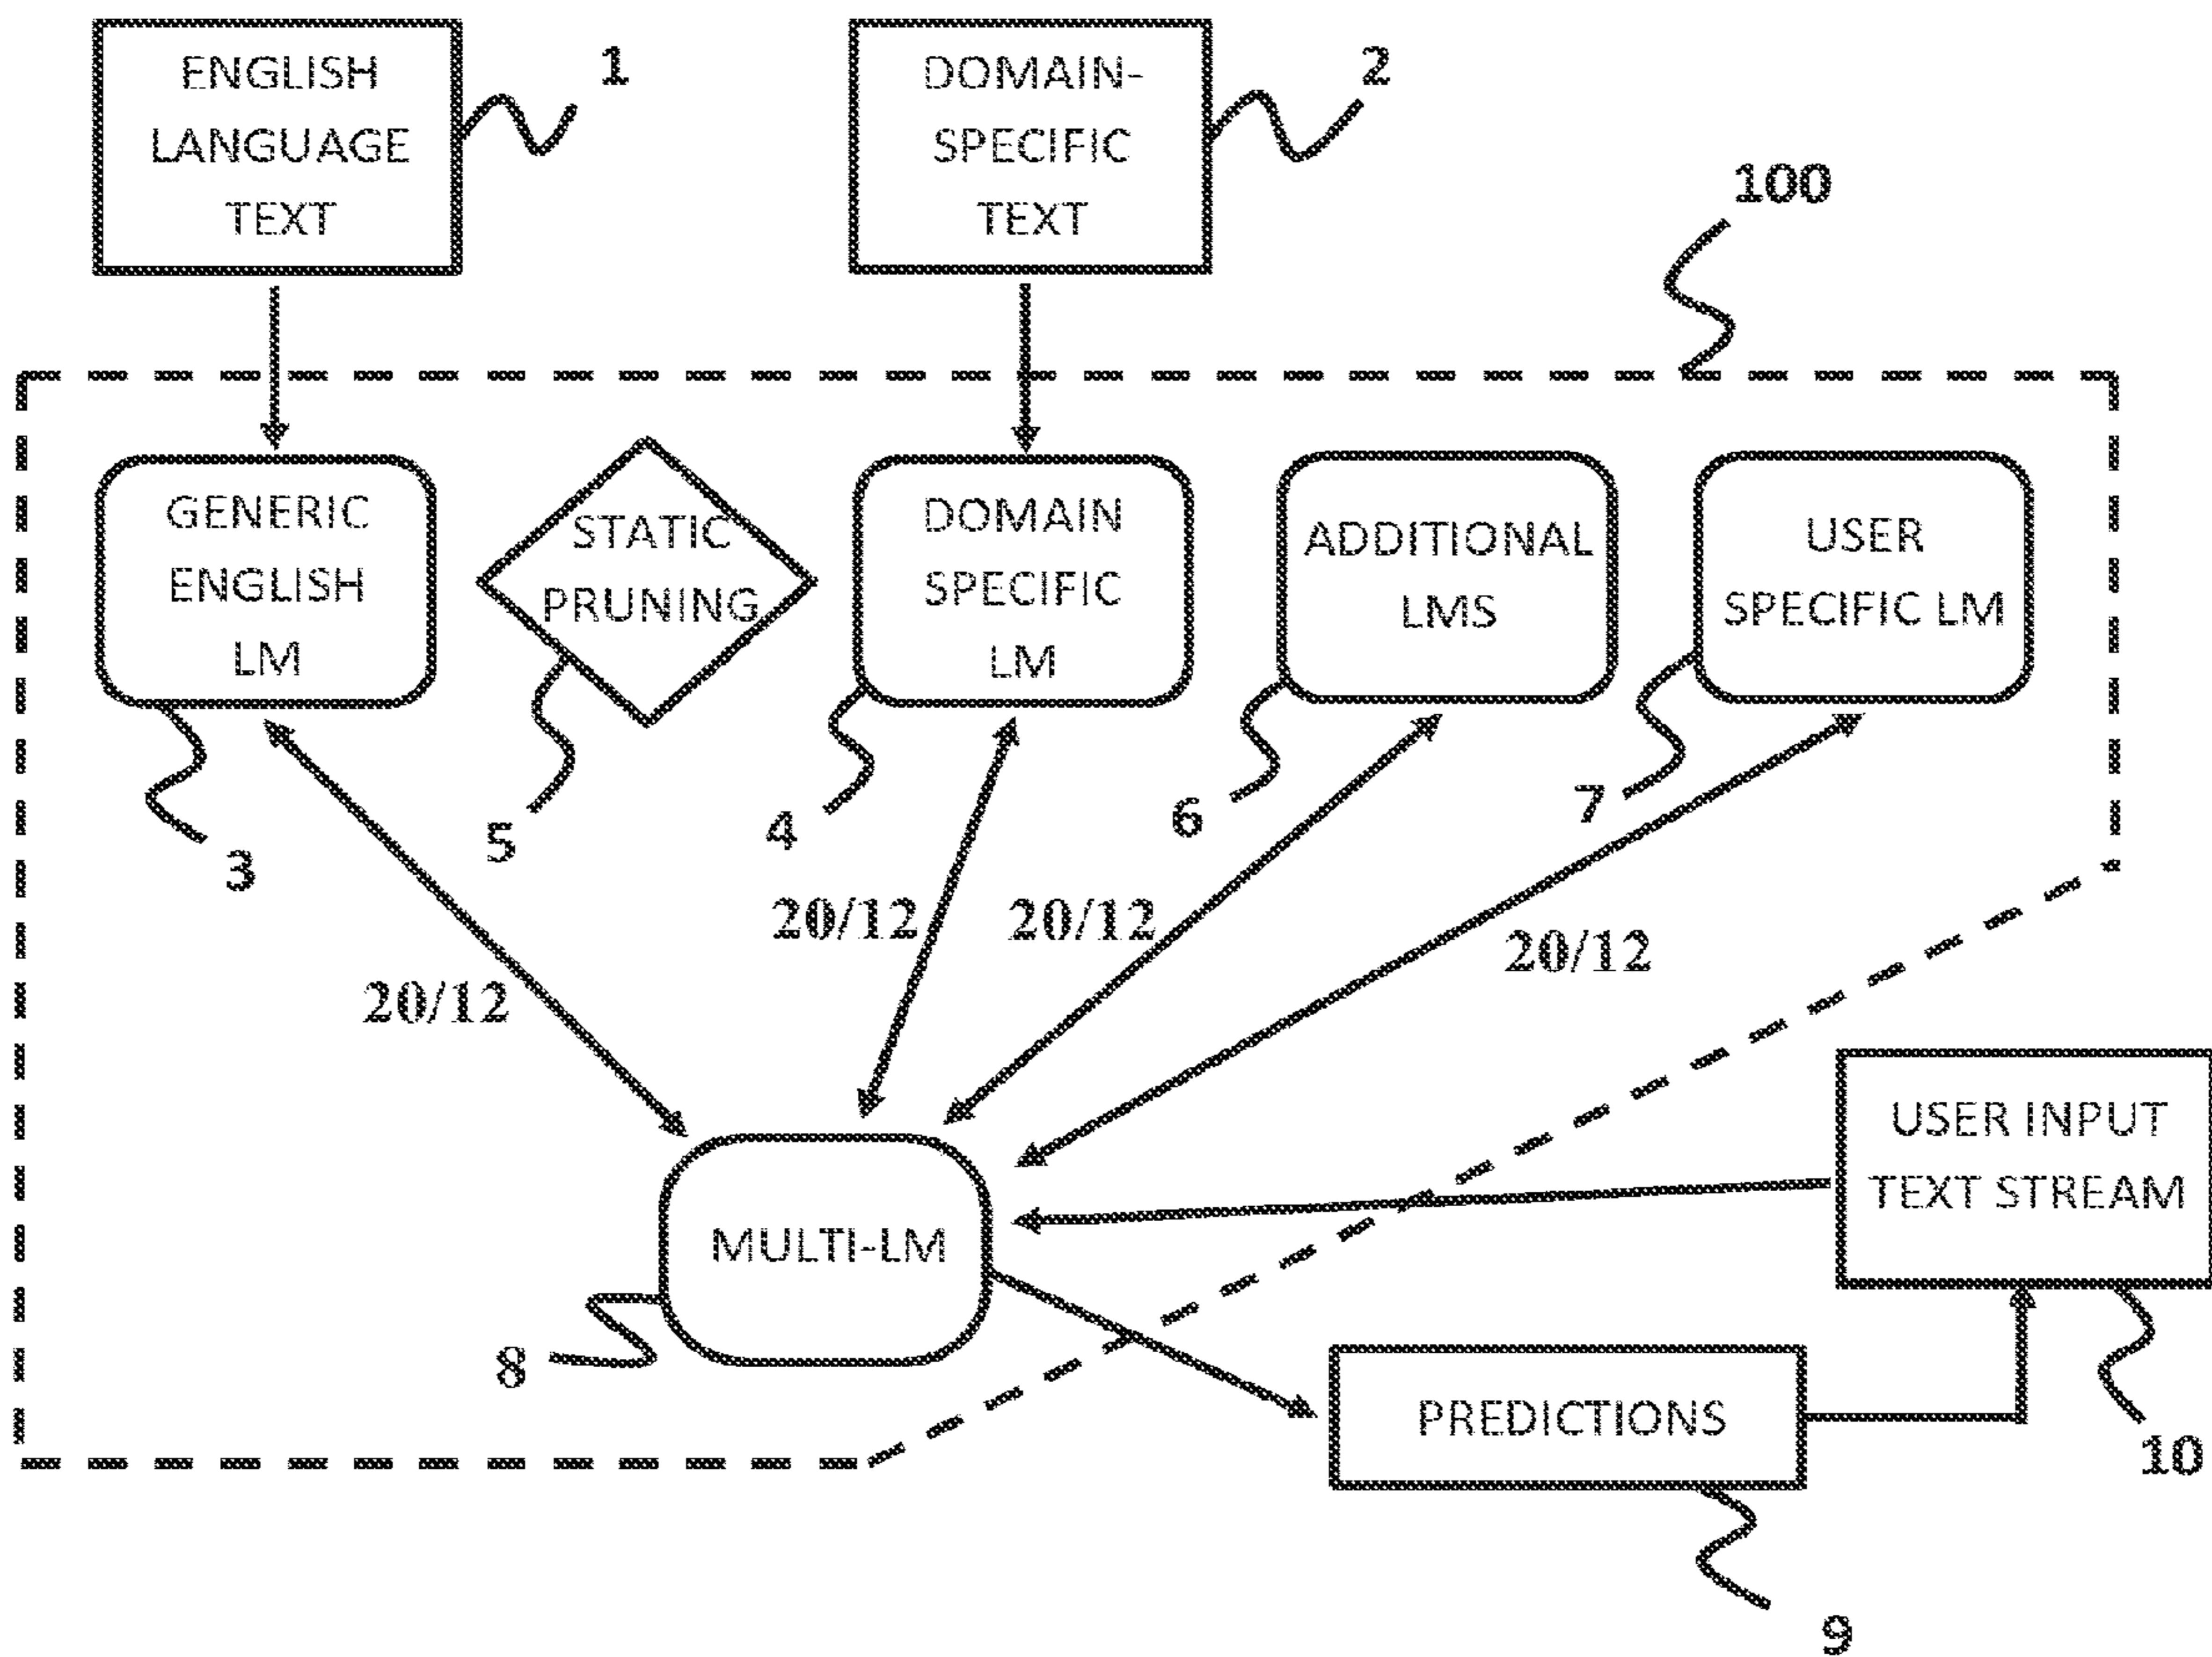 ENGLISH
LANGUAGE
TEXT
1
DOMAIN-
SPECIFIC
TEXT
2
100
GENERIC
ENGLISH
LM
3
STATIC
PRUNING
5
DOMAIN
SPECIFIC
LM
4
ADDITIONAL
LMS
6
USER
SPECIFIC LM
7
20/12
20/12
20/12
20/12
MULTI-LM
8
USER INPUT
TEXT STREAM
10
PREDICTIONS
9